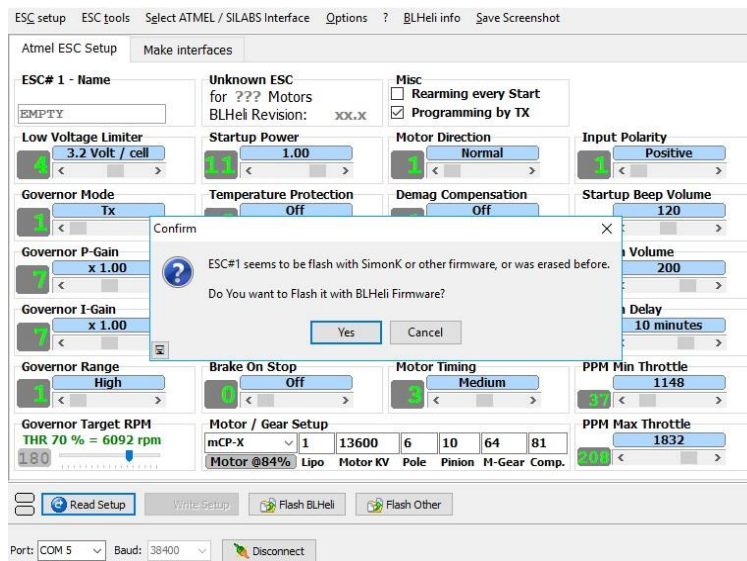 ESC setup ESC tools Select ATMEL / SILABS Interface Options ? BLHeli info Save Screenshot
Atmel ESC Setup Make interfaces
ESC# 1 - Name Unknown ESC Misc
for ??? Motors Rearming every Start
EMPTY BLHeli Revision: xx.x Programming by TX
Low Voltage Limiter Startup Power Motor Direction Input Polarity
4 3.2 Volt / cell 11 1.00 1 Normal 1 Positive
Governor Mode Temperature Protection Demag Compensation Startup Beep Volume
1 Tx Off Off 120
Confirm
Governor P-Gain Volume
7 x 1.00 200
ESC#1 seems to be flash with SimonK or other firmware, or was erased before.
Do You want to Flash it with BLHeli Firmware?
Governor I-Gain Delay
7 x 1.00 10 minutes
Yes Cancel
Governor Range Brake On Stop Motor Timing PPM Min Throttle
1 High 0 Off 3 Medium 37 1148
Governor Target RPM Motor / Gear Setup PPM Max Throttle
THR 70 % = 6092 rpm mCP-X 1 13600 6 10 64 81 1832
180 Motor @84% Lipo Motor KV Pole Pinion M-Gear Comp. 208
Read Setup Write Setup Flash BLHeli Flash Other
Port: COM 5 Baud: 38400 Disconnect